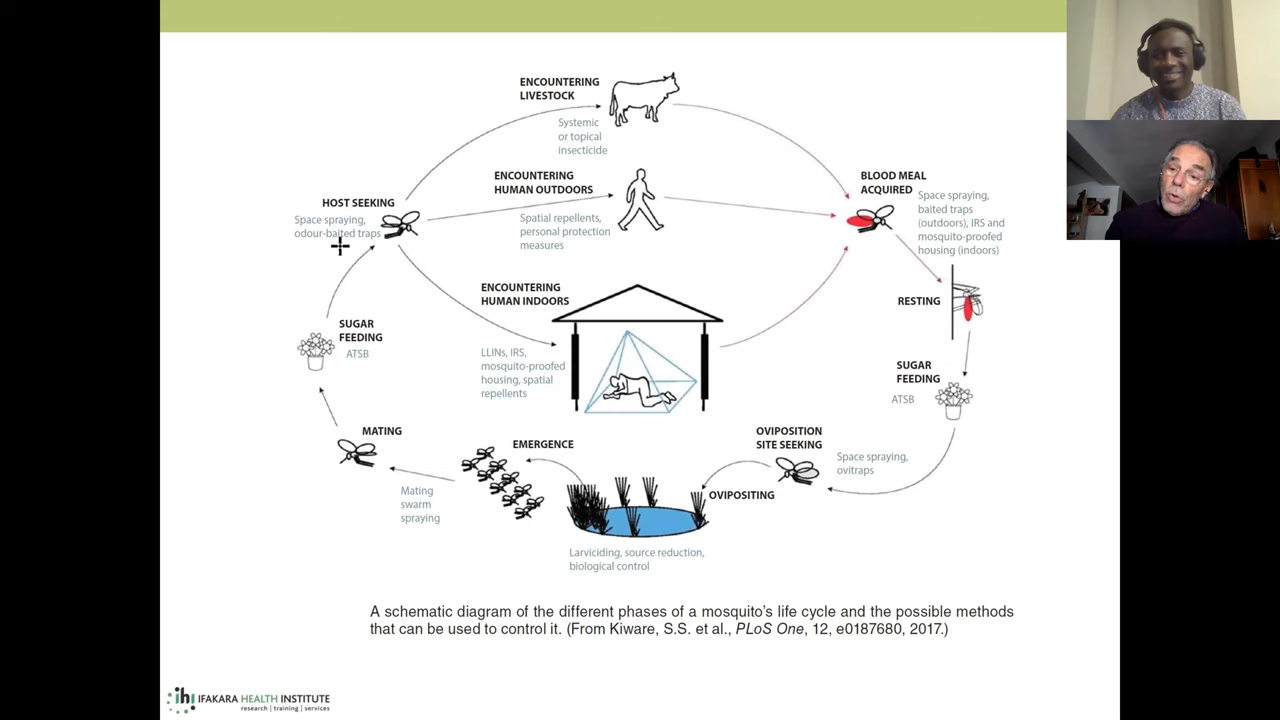 ENCOUNTERING
LIVESTOCK
Systemic
or topical
insecticide
ENCOUNTERING
HUMAN OUTDOORS
Spatial repellents,
personal protection
measures
HOST SEEKING
Space spraying,
odour-baited traps
BLOOD MEAL
ACQUIRED
Space spraying,
baited traps
(outdoors), IRS and
mosquito-proofed
housing (indoors)
ENCOUNTERING
HUMAN INDOORS
LLINs, IRS,
mosquito-proofed
housing, spatial
repellents
RESTING
SUGAR
FEEDING
ATSB
SUGAR
FEEDING
ATSB
MATING
Mating
swarm
spraying
EMERGENCE
OVIPOSITION
SITE SEEKING
Space spraying,
ovitraps
OVIPOSITING
Larviciding, source reduction,
biological control
A schematic diagram of the different phases of a mosquito's life cycle and the possible methods
that can be used to control it. (From Kiware, S.S. et al., PLoS One, 12, e0187680, 2017.)
ihi IFAKARA HEALTH INSTITUTE
research | training | services